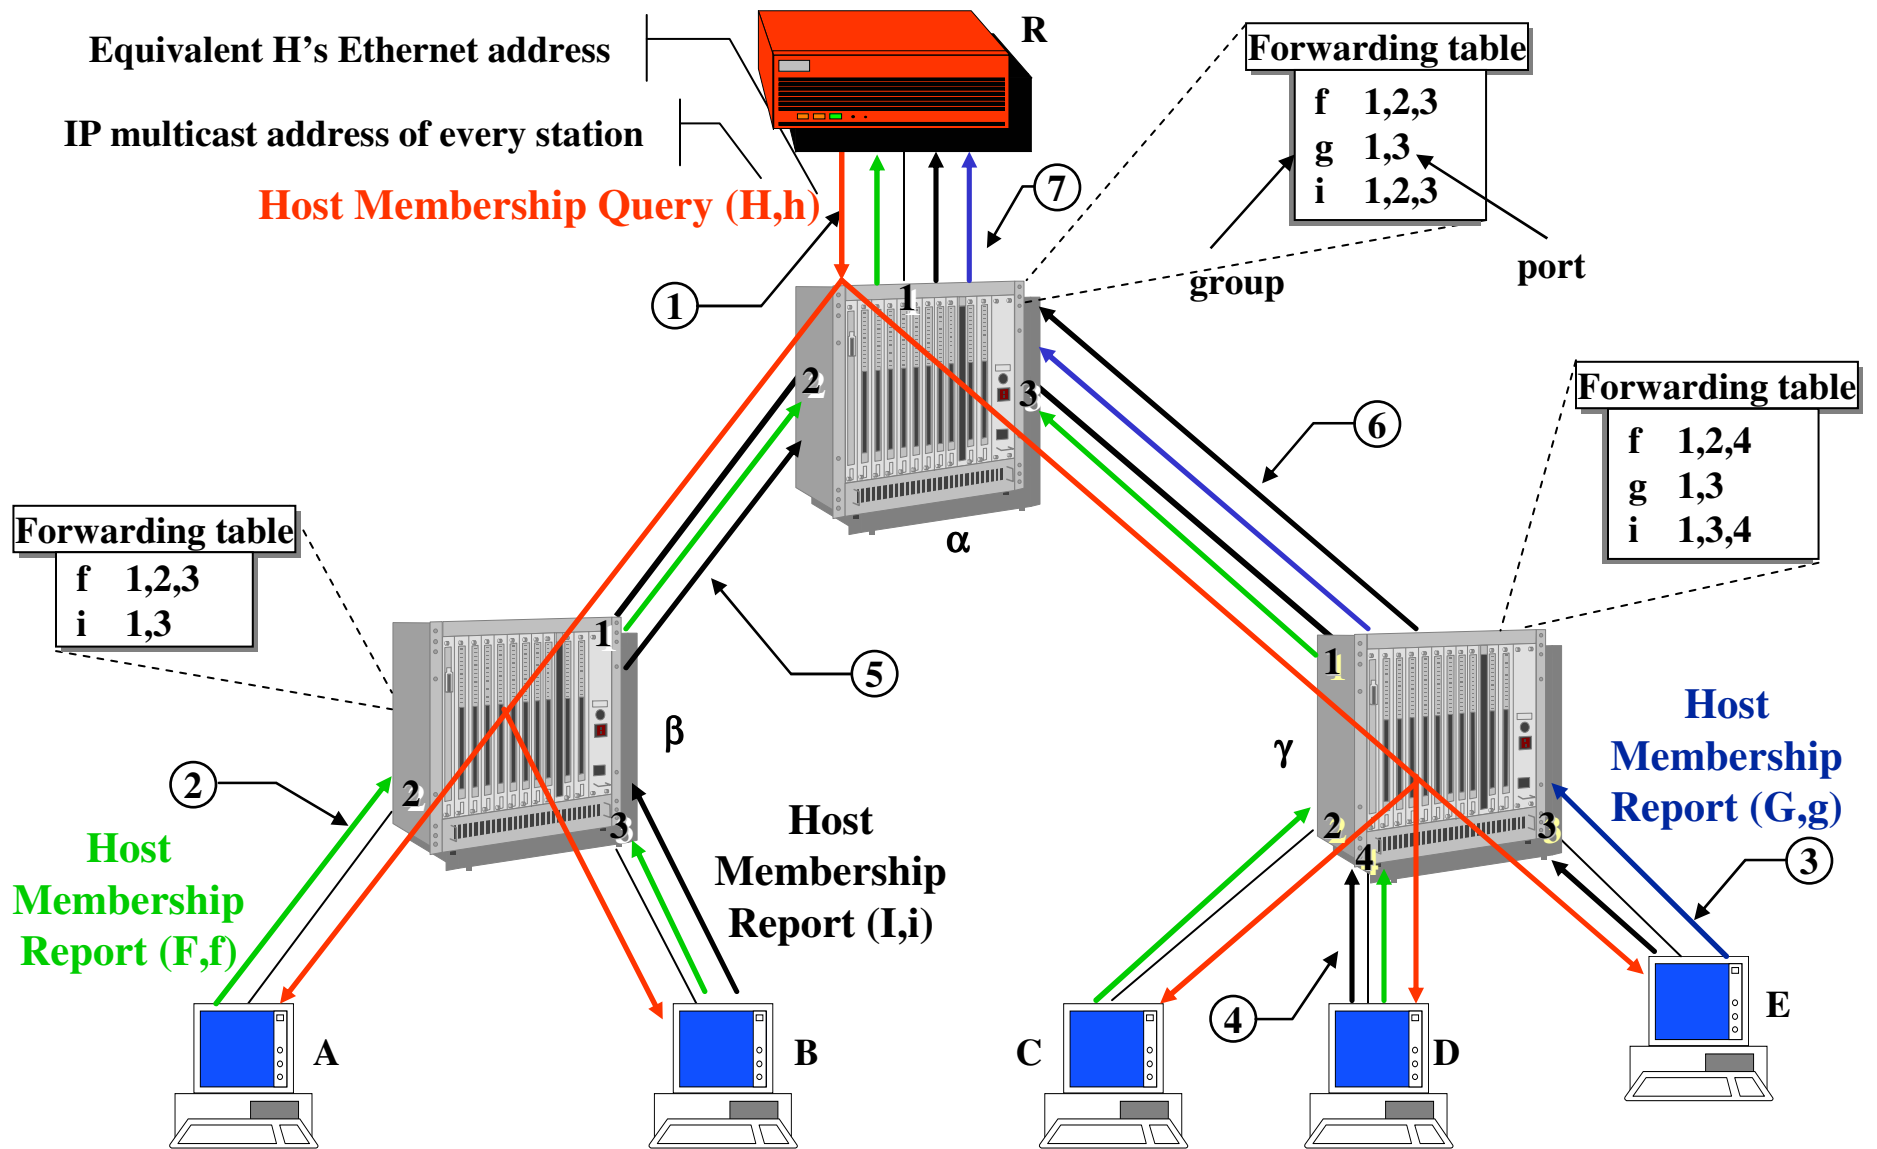 R
Equivalent H’s Ethernet address
Forwarding table
f 1,2,3
g 1,3
i 1,2,3
IP multicast address of every station
Host Membership Query (H,h)
7
group
port
1
1
2
3
6
α
Forwarding table
f 1,2,4
g 1,3
i 1,3,4
Forwarding table
f 1,2,3
i 1,3
1
5
β
2
3
2
1
γ
2
4
3
Host
Membership
Report (G,g)
3
Host
Membership
Report (F,f)
Host
Membership
Report (I,i)
4
A
B
C
D
E